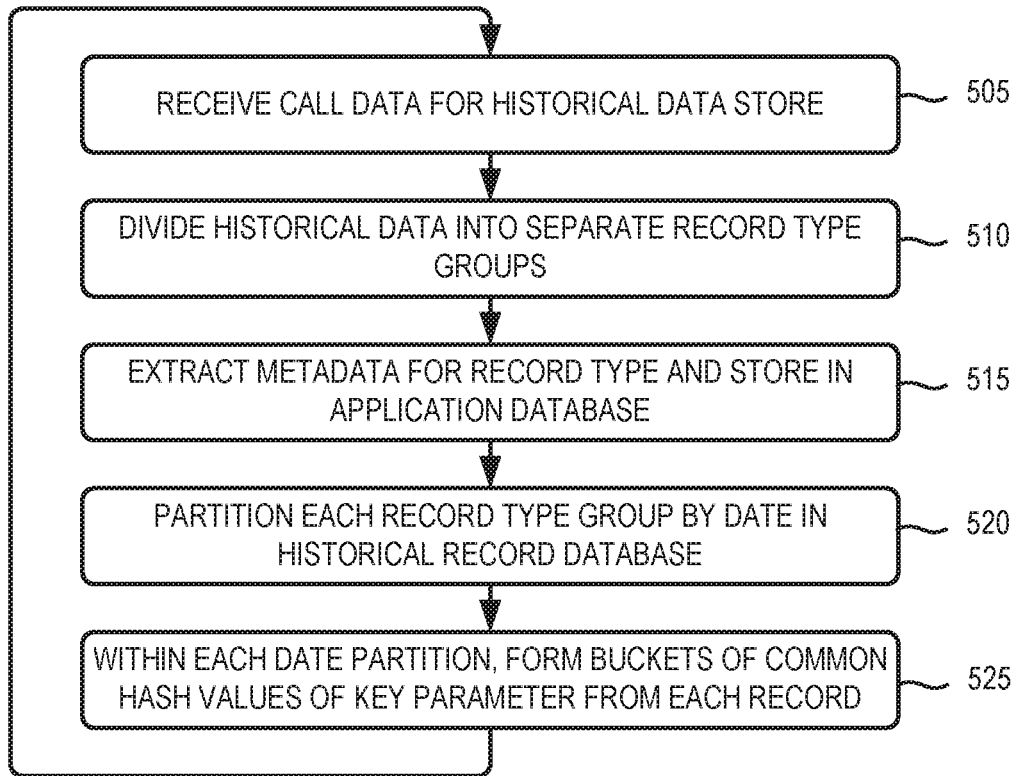 RECEIVE CALL DATA FOR HISTORICAL DATA STORE
505
DIVIDE HISTORICAL DATA INTO SEPARATE RECORD TYPE
GROUPS
510
EXTRACT METADATA FOR RECORD TYPE AND STORE IN
APPLICATION DATABASE
515
PARTITION EACH RECORD TYPE GROUP BY DATE IN
HISTORICAL RECORD DATABASE
520
WITHIN EACH DATE PARTITION, FORM BUCKETS OF COMMON
HASH VALUES OF KEY PARAMETER FROM EACH RECORD
525